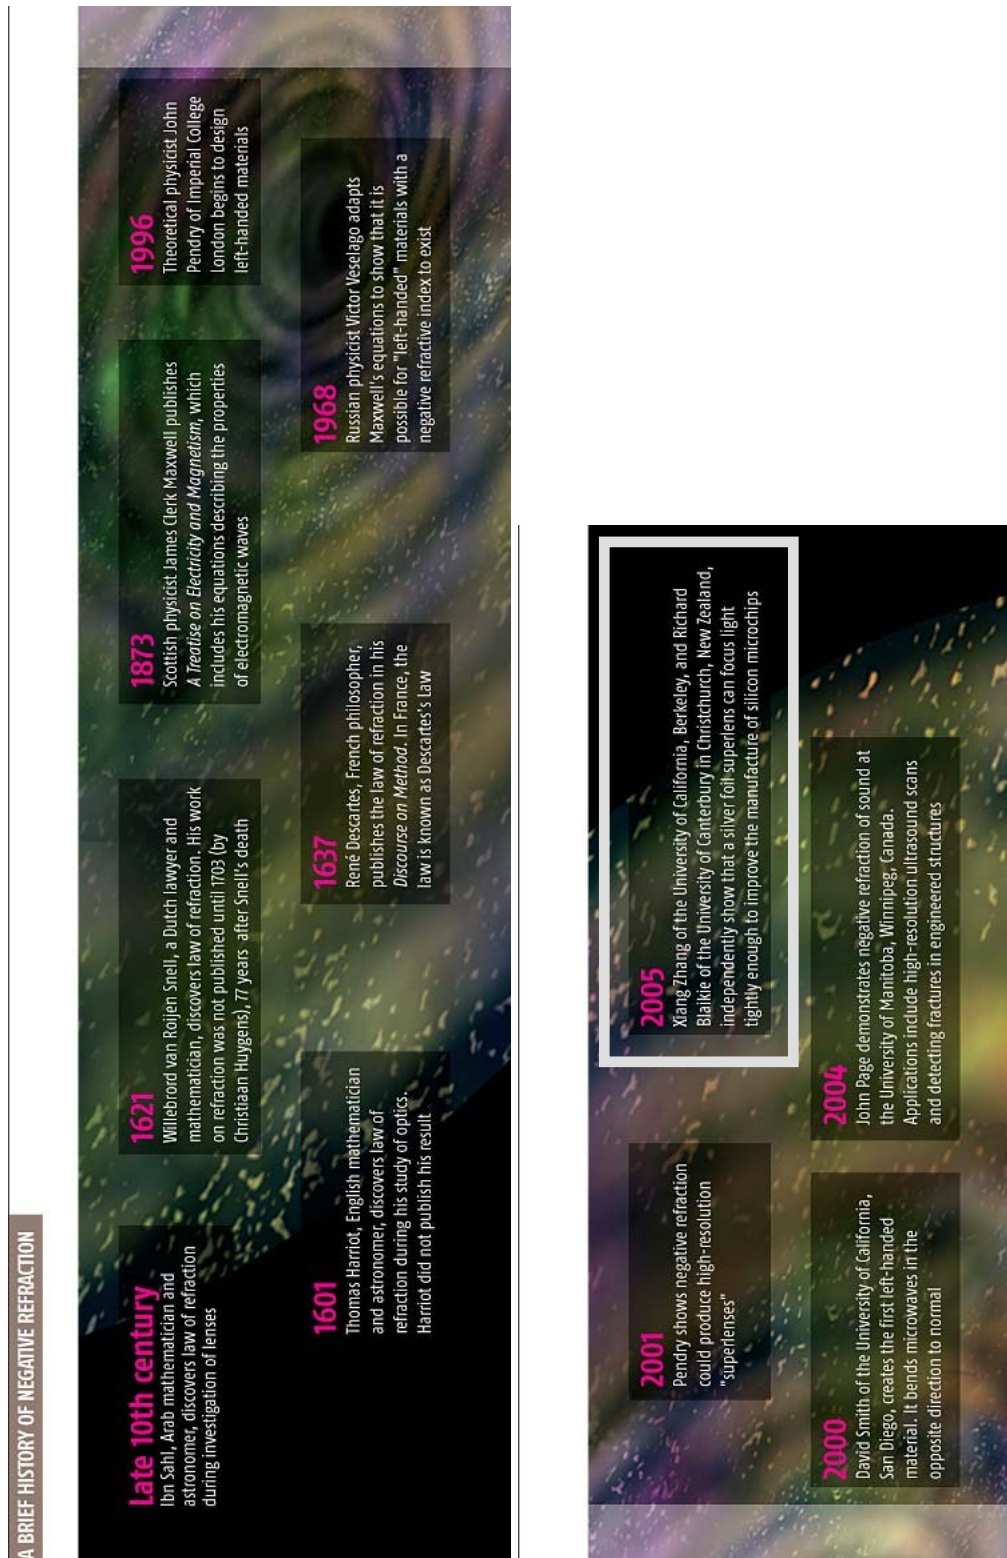 A BRIEF HISTORY OF NEGATIVE REFRACTION
Late 10th century
Ibn Sahl, Arab mathematician and
astronomer, discovers law of refraction
during investigation of lenses
1601
Thomas Harriot, English mathematician
and astronomer, discovers law of
refraction during his study of optics.
Harriot did not publish his result
1621
Willebrord van Roijen Snell, a Dutch lawyer and
mathematician, discovers law of refraction. His work
on refraction was not published until 1703 (by
Christiaan Huygens), 77 years after Snell's death
1637
René Descartes, French philosopher,
publishes the law of refraction in his
Discourse on Method. In France, the
law is known as Descartes's law
1873
Scottish physicist James Clerk Maxwell publishes
A Treatise on Electricity and Magnetism, which
includes his equations describing the properties
of electromagnetic waves
1968
Russian physicist Victor Veselago adapts
Maxwell's equations to show that it is
possible for "left-handed" materials with a
negative refractive index to exist
1996
Theoretical physicist John
Pendry of Imperial College
London begins to design
left-handed materials
2000
David Smith of the University of California,
San Diego, creates the first left-handed
material. It bends microwaves in the
opposite direction to normal
2001
Pendry shows negative refraction
could produce high-resolution
"superlenses"
2004
John Page demonstrates negative refraction of sound at
the University of Manitoba, Winnipeg, Canada.
Applications include high-resolution ultrasound scans
and detecting fractures in engineered structures
2005
Xiang Zhang of the University of California, Berkeley, and Richard
Blaikie of the University of Canterbury in Christchurch, New Zealand,
independently show that a silver foil superlens can focus light
tightly enough to improve the manufacture of silicon microchips